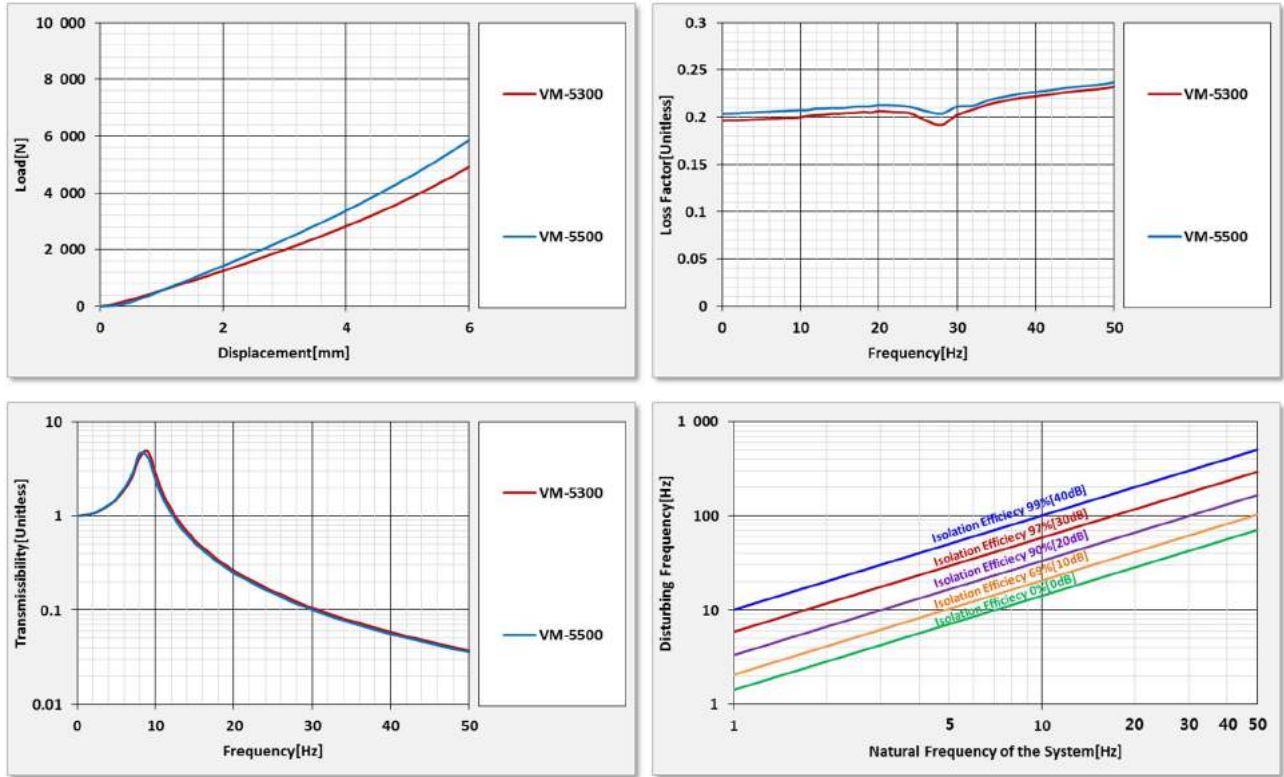 10 000
8 000
6 000
4 000
2 000
0
Load[N]
0 2 4 6
Displacement[mm]
VM-5300
VM-5500
0.3
0.25
0.2
0.15
0.1
0.05
0
Loss Factor[Unitless]
0 10 20 30 40 50
Frequency[Hz]
VM-5300
VM-5500
10
1
0.1
0.01
Transmissibility[Unitless]
0 10 20 30 40 50
Frequency[Hz]
VM-5300
VM-5500
1 000
100
10
1
Disturbing Frequency[Hz]
Isolation Efficiecy 99%[40dB]
Isolation Efficiecy 97%[30dB]
Isolation Efficiecy 90%[20dB]
Isolation Efficiecy 69%[10dB]
Isolation Efficiecy 0%[0dB]
1 5 10 20 30 40 50
Natural Frequency of the System[Hz]